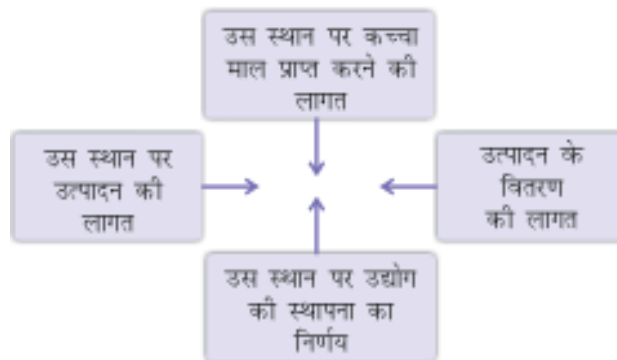 उस स्थान पर कच्चा
माल प्राप्त करने की
लागत
उस स्थान पर
उत्पादन की
लागत
उत्पादन के
वितरण
की लागत
उस स्थान पर उद्योग
की स्थापना का
निर्णय